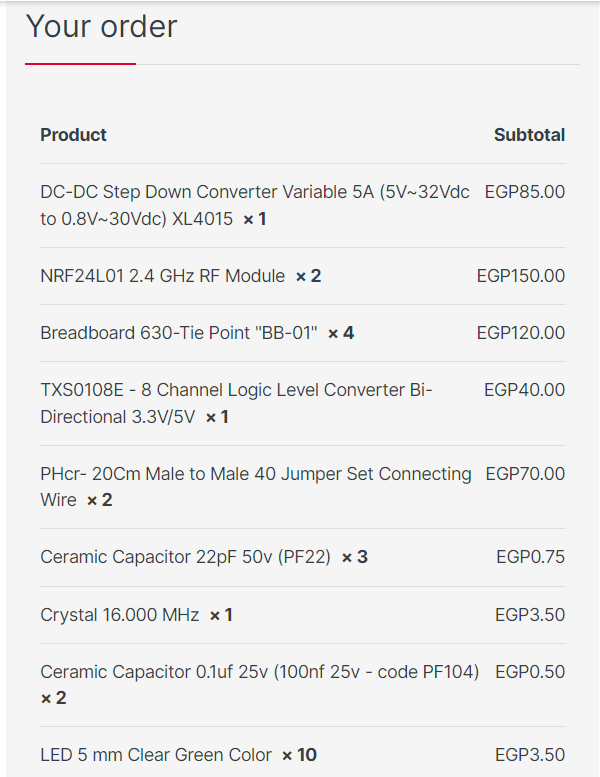 Your order
Product Subtotal
DC-DC Step Down Converter Variable 5A (5V~32Vdc EGP85.00
to 0.8V~30Vdc) XL4015 × 1
NRF24L01 2.4 GHz RF Module × 2 EGP150.00
Breadboard 630-Tie Point "BB-01" × 4 EGP120.00
TXS0108E - 8 Channel Logic Level Converter Bi- EGP40.00
Directional 3.3V/5V × 1
PHcr- 20Cm Male to Male 40 Jumper Set Connecting EGP70.00
Wire × 2
Ceramic Capacitor 22pF 50v (PF22) × 3 EGP0.75
Crystal 16.000 MHz × 1 EGP3.50
Ceramic Capacitor 0.1uf 25v (100nf 25v - code PF104) EGP0.50
× 2
LED 5 mm Clear Green Color × 10 EGP3.50